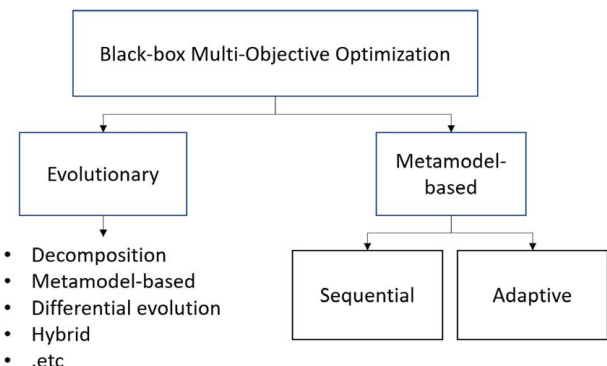 Black-box Multi-Objective Optimization
Evolutionary
Metamodel-
based
• Decomposition
• Metamodel-based
• Differential evolution
• Hybrid
• .etc
Sequential
Adaptive